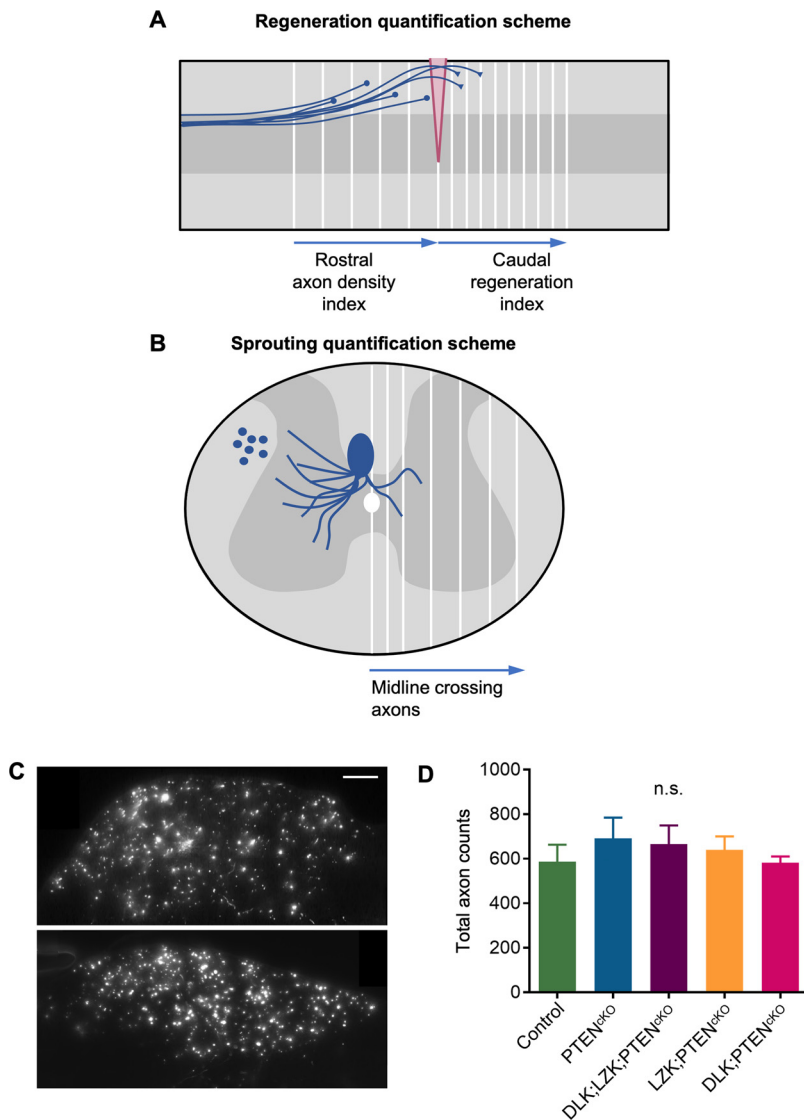 A
Regeneration quantification scheme
Rostral
axon density
index
Caudal
regeneration
index
B
Sprouting quantification scheme
Midline crossing
axons
C
D
n.s.
Total axon counts
1000
800
600
400
200
0
Control
PTENcKO
DLK;LZK;PTENcKO
LZK;PTENcKO
DLK;PTENcKO